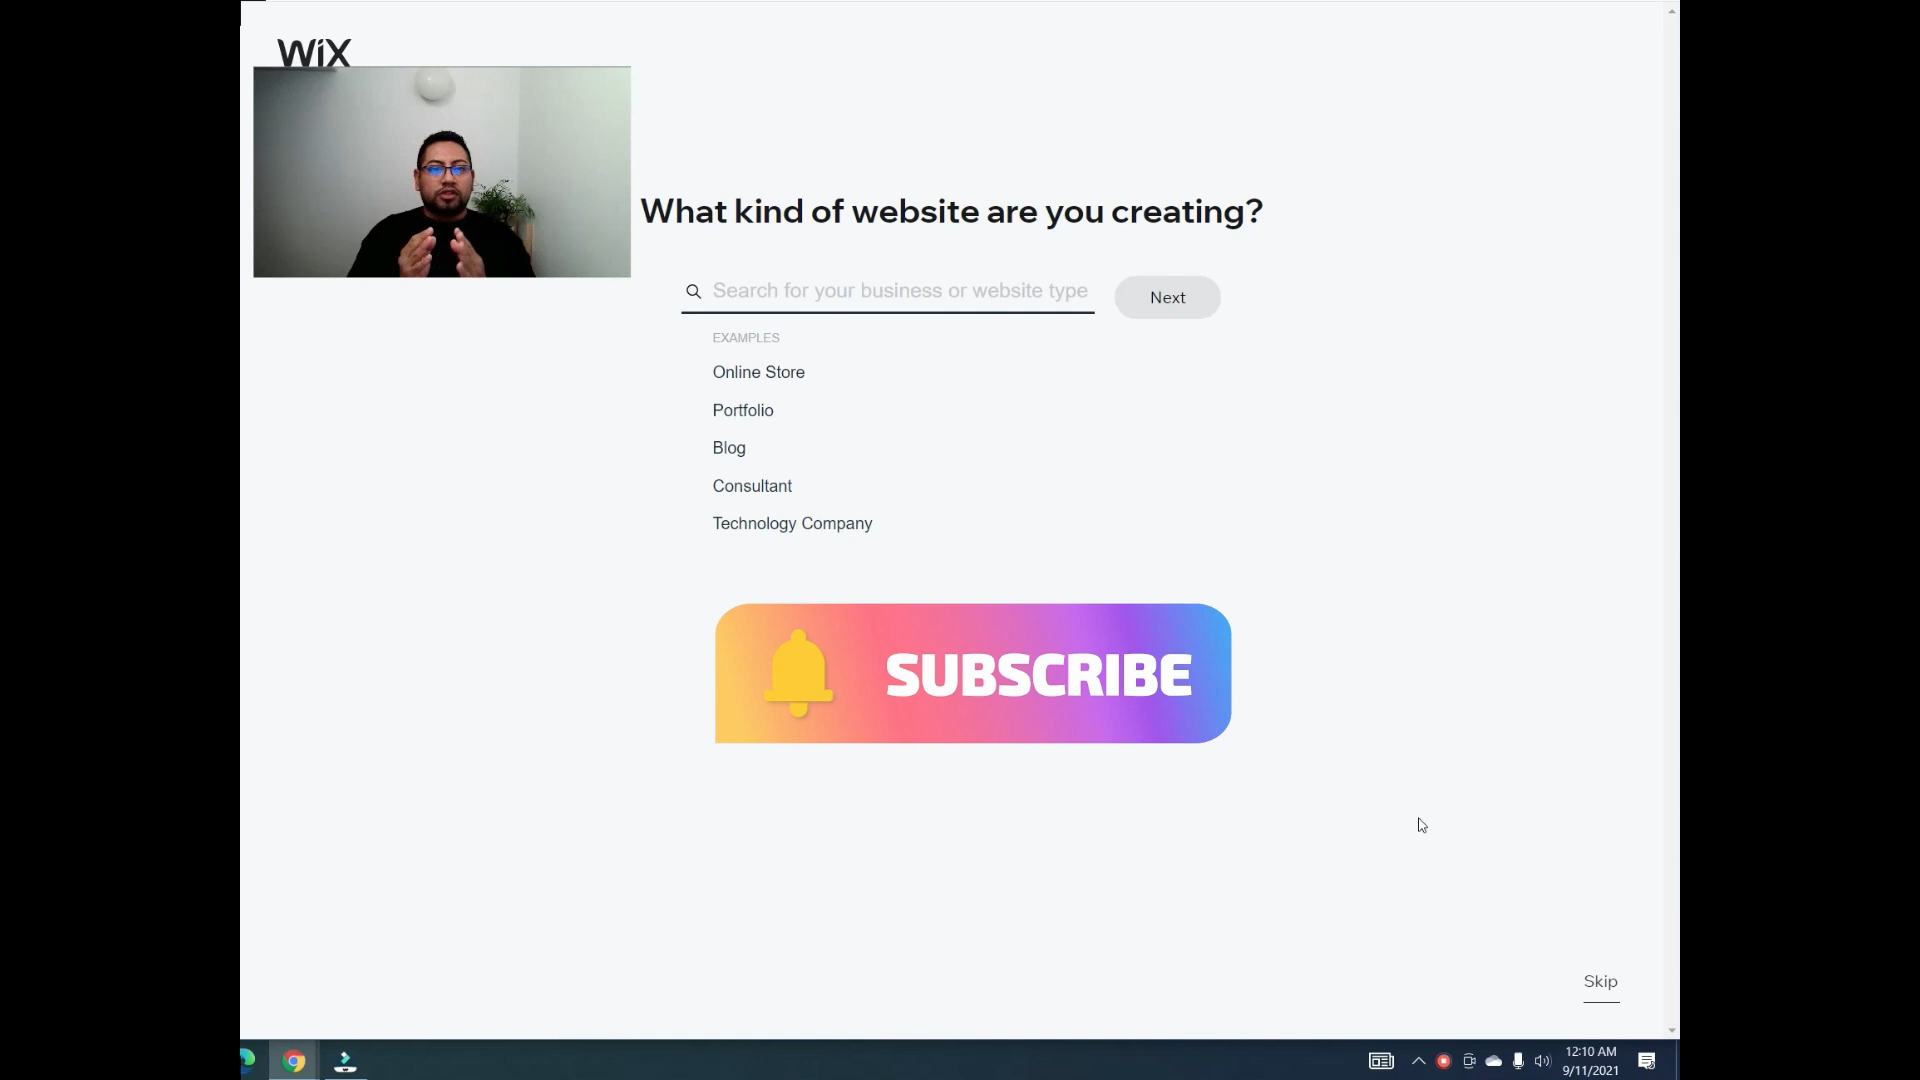 WiX
What kind of website are you creating?
Search for your business or website type
Next
EXAMPLES
Online Store
Portfolio
Blog
Consultant
Technology Company
SUBSCRIBE
Skip
12:10 AM
9/11/2021